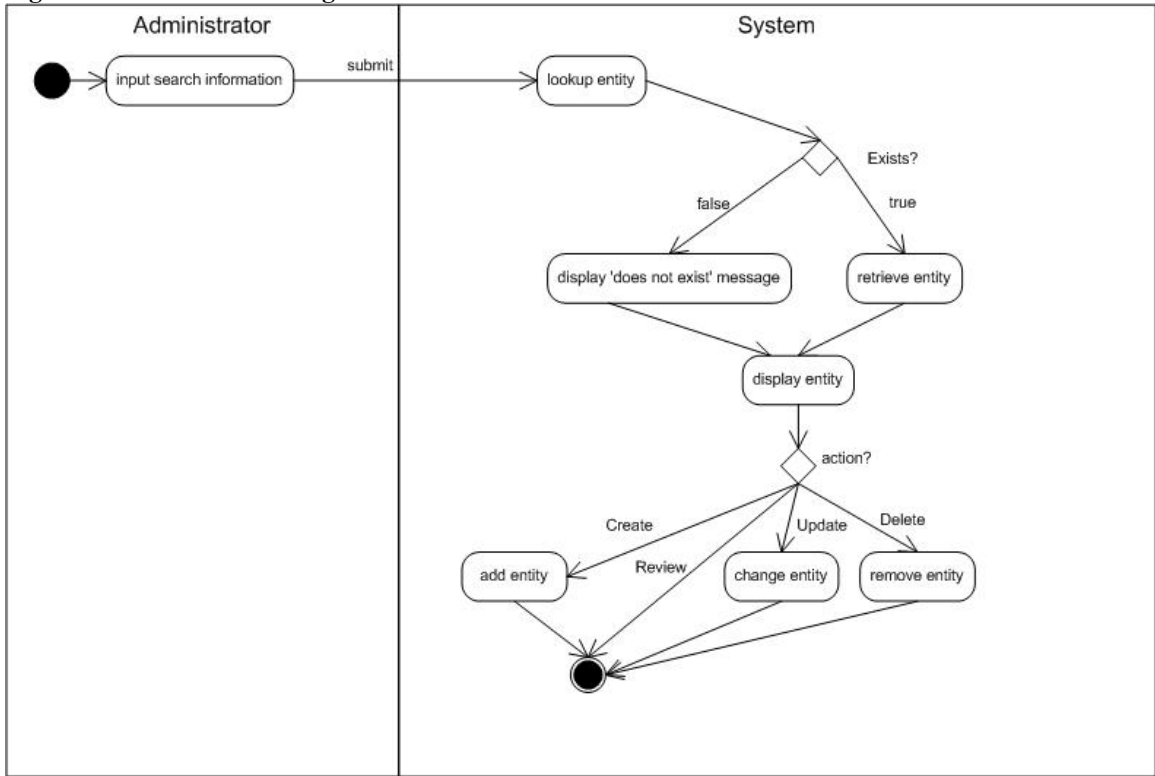 Administrator
System
input search information
submit
lookup entity
Exists?
false
true
display 'does not exist' message
retrieve entity
display entity
action?
Create
Update
Delete
Review
add entity
change entity
remove entity